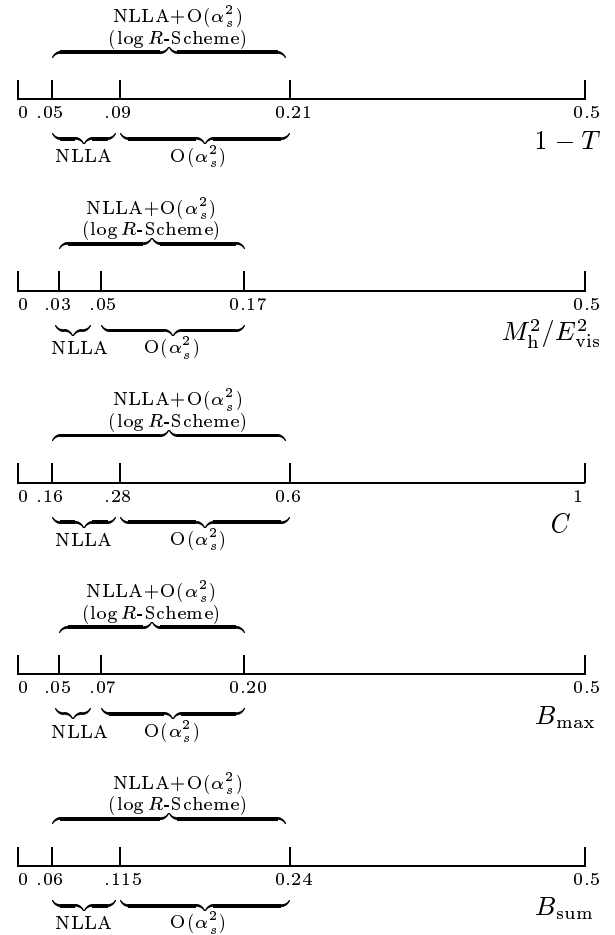 NLLA+O(α_s^2)
(log R-Scheme)
0 .05 .09 0.21 0.5
NLLA O(α_s^2) 1 − T
NLLA+O(α_s^2)
(log R-Scheme)
0 .03 .05 0.17 0.5
NLLA O(α_s^2) M_h^2/E_vis^2
NLLA+O(α_s^2)
(log R-Scheme)
0 .16 .28 0.6 1
NLLA O(α_s^2) C
NLLA+O(α_s^2)
(log R-Scheme)
0 .05 .07 0.20 0.5
NLLA O(α_s^2) B_max
NLLA+O(α_s^2)
(log R-Scheme)
0 .06 .115 0.24 0.5
NLLA O(α_s^2) B_sum